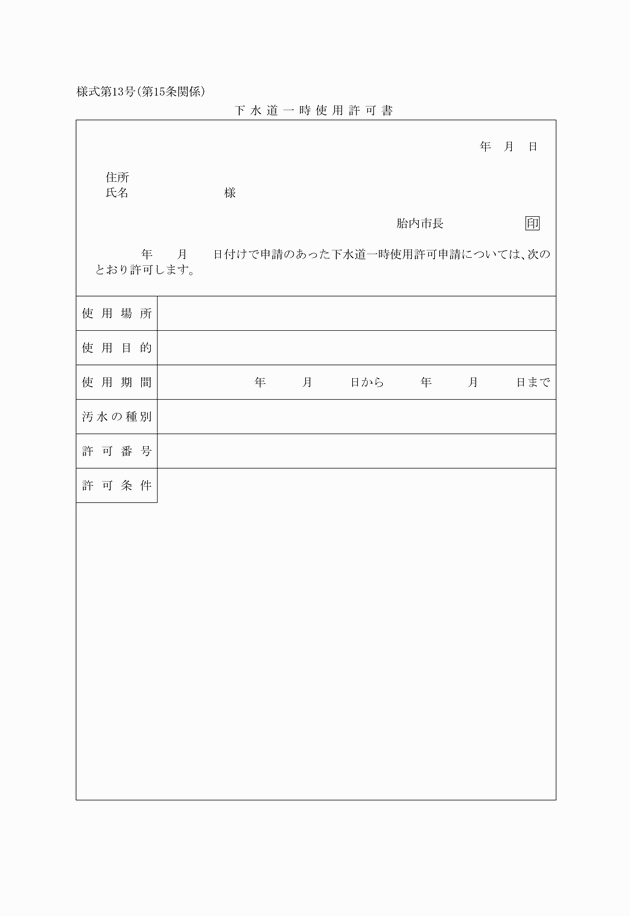 様式第13号(第15条関係)
下水道一時使用許可書
年 月 日
住所
氏名 様
胎内市長 印
年 月 日付けで申請のあった下水道一時使用許可申請については、次の
とおり許可します。
使用場所
使用目的
使用期間 年 月 日から 年 月 日まで
汚水の種別
許可番号
許可条件